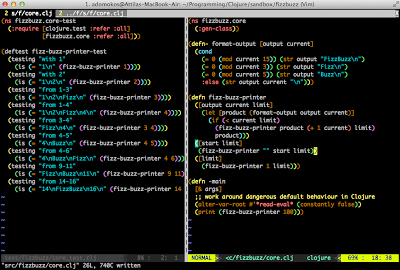 1. adomokos@Attilas-MacBook-Air: ~/Programming/Clojure/sandbox/fizzbuzz (Vim)
2 s/f/core.clj
2 ./f/core.clj
(ns fizzbuzz.core-test
(:require [clojure.test :refer :all]
[fizzbuzz.core :refer :all]))
(deftest fizz-buzz-printer-test
(testing "with 1"
(is (= "1\n" (fizz-buzz-printer 1))))
(testing "with 2"
(is (= "1\n2\n" (fizz-buzz-printer 2))))
(testing "from 1-3"
(is (= "1\n2\nFizz\n" (fizz-buzz-printer 3))))
(testing "from 1-4"
(is (= "1\n2\nFizz\n4\n" (fizz-buzz-printer 4))))
(testing "from 3-4"
(is (= "Fizz\n4\n" (fizz-buzz-printer 3 4))))
(testing "from 4-5"
(is (= "4\nBuzz\n" (fizz-buzz-printer 4 5))))
(testing "from 4-6"
(is (= "4\nBuzz\nFizz\n" (fizz-buzz-printer 4 6))))
(testing "from 9-11"
(is (= "Fizz\nBuzz\n11\n" (fizz-buzz-printer 9 11)
(testing "from 14-16"
(is (= "14\nFizzBuzz\n16\n" (fizz-buzz-printer 14
(ns fizzbuzz.core
(:gen-class))
(defn- format-output [output current]
(cond
(= 0 (mod current 15)) (str output "FizzBuzz\n")
(= 0 (mod current 3)) (str output "Fizz\n")
(= 0 (mod current 5)) (str output "Buzz\n")
:else (str output current "\n")))
(defn fizz-buzz-printer
([output current limit]
(let [product (format-output output current)]
(if (< current limit)
(fizz-buzz-printer product (+ 1 current) limit)
product)))
([start limit]
(fizz-buzz-printer "" start limit))
([limit]
(fizz-buzz-printer 1 limit)))
(defn -main
[& args]
;; work around dangerous default behaviour in Clojure
(alter-var-root #'*read-eval* (constantly false))
(print (fizz-buzz-printer 100)))
test/fizzbuzz/core_test.clj 8% : 2: 1
NORMAL <c/fizzbuzz/core.clj clojure 69% : 18: 38
"src/fizzbuzz/core.clj" 26L, 740C written